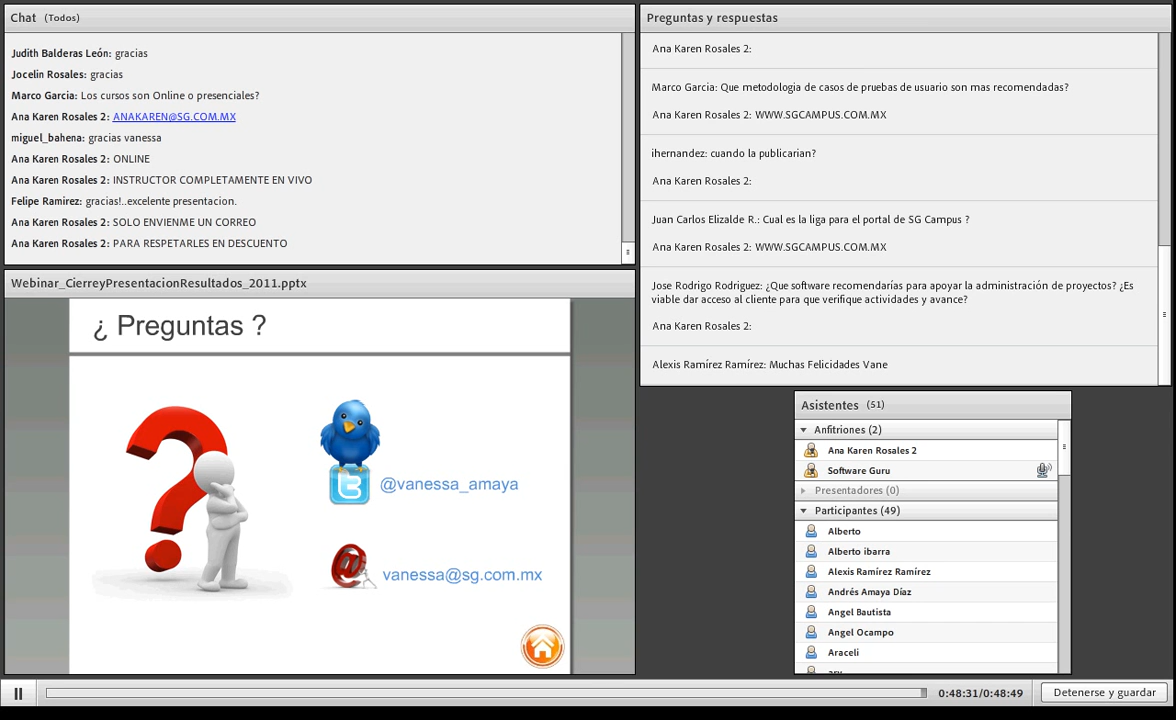 Chat (Todos)
Judith Balderas León: gracias
Jocelin Rosales: gracias
Marco Garcia: Los cursos son Online o presenciales?
Ana Karen Rosales 2: ANAKAREN@SG.COM.MX
miguel_bahena: gracias vanessa
Ana Karen Rosales 2: ONLINE
Ana Karen Rosales 2: INSTRUCTOR COMPLETAMENTE EN VIVO
Felipe Ramirez: gracias!..excelente presentacion.
Ana Karen Rosales 2: SOLO ENVIENME UN CORREO
Ana Karen Rosales 2: PARA RESPETARLES EN DESCUENTO
Webinar_CierreyPresentacionResultados_2011.pptx
¿ Preguntas ?
@vanessa_amaya
vanessa@sg.com.mx
Preguntas y respuestas
Ana Karen Rosales 2:
Marco Garcia: Que metodologia de casos de pruebas de usuario son mas recomendadas?
Ana Karen Rosales 2: WWW.SGCAMPUS.COM.MX
ihernandez: cuando la publicarian?
Ana Karen Rosales 2:
Juan Carlos Elizalde R.: Cual es la liga para el portal de SG Campus ?
Ana Karen Rosales 2: WWW.SGCAMPUS.COM.MX
Jose Rodrigo Rodriguez: ¿Que software recomendarías para apoyar la administración de proyectos? ¿Es
viable dar acceso al cliente para que verifique actividades y avance?
Ana Karen Rosales 2:
Alexis Ramírez Ramírez: Muchas Felicidades Vane
Asistentes (51)
Anfitriones (2)
Ana Karen Rosales 2
Software Guru
Presentadores (0)
Participantes (49)
Alberto
Alberto ibarra
Alexis Ramírez Ramírez
Andrés Amaya Díaz
Angel Bautista
Angel Ocampo
Araceli
0:48:31/0:48:49
Detenerse y guardar